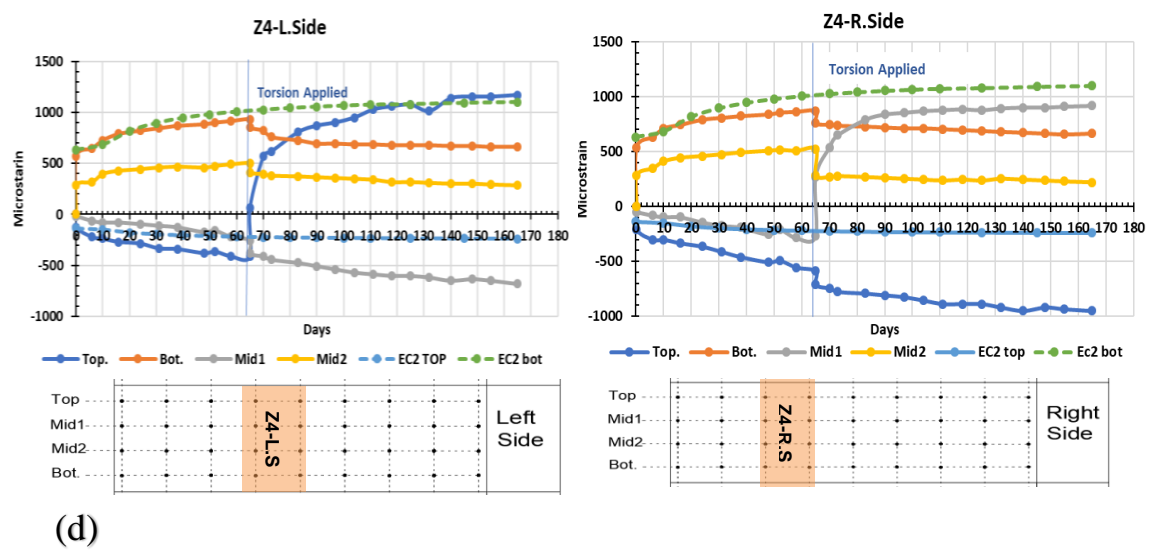 Z4-L.Side
1500
1000
500
0
-500
-1000
Microstarin
Torsion Applied
0 10 20 30 40 50 60 70 80 90 100 110 120 130 140 150 160 170 180
Days
Top. Bot. Mid1 Mid2 EC2 TOP EC2 bot
Top
Mid1
Mid2
Bot.
Z4-L.S
Left
Side
Z4-R.Side
1500
1000
500
0
-500
-1000
Microstrain
Torsion Applied
0 10 20 30 40 50 60 70 80 90 100 110 120 130 140 150 160 170 180
Days
Top. Bot. Mid1 Mid2 EC2 top Ec2 bot
Top
Mid1
Mid2
Bot.
Z4-R.S
Right
Side
(d)